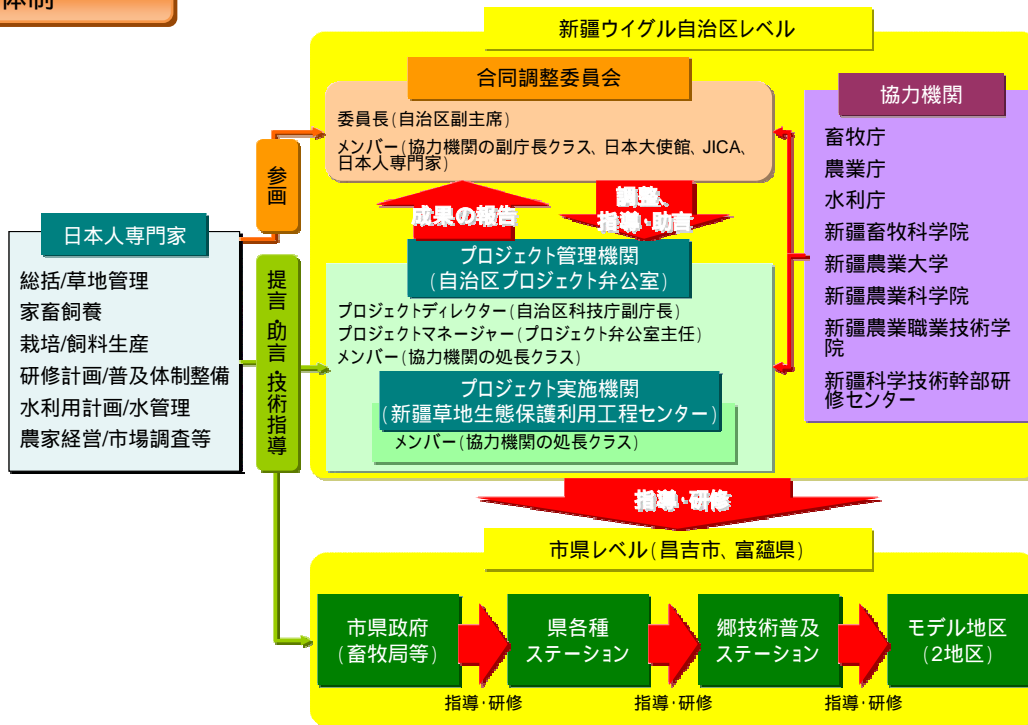 体制
新疆ウイグル自治区レベル
合同調整委員会
委員長(自治区副主席)
メンバー(協力機関の副庁長クラス、日本大使館、JICA、
日本人専門家)
協力機関
畜牧庁
農業庁
水利庁
新疆畜牧科学院
新疆農業大学
新疆農業科学院
新疆農業職業技術学
院
新疆科学技術幹部研
修センター
参画
成果の報告
調整、
指導・助言
日本人専門家
総括/草地管理
家畜飼養
栽培/飼料生産
研修計画/普及体制整備
水利用計画/水管理
農家経営/市場調査等
提言・助言・技術指導
プロジェクト管理機関
(自治区プロジェクト弁公室)
プロジェクトディレクター(自治区科技庁副庁長)
プロジェクトマネージャー(プロジェクト弁公室主任)
メンバー(協力機関の処長クラス)
プロジェクト実施機関
(新疆草地生態保護利用工程センター)
メンバー(協力機関の処長クラス)
指導・研修
市県レベル(昌吉市、富蘊県)
市県政府
(畜牧局等)
県各種
ステーション
郷技術普及
ステーション
モデル地区
(2地区)
指導・研修
指導・研修
指導・研修